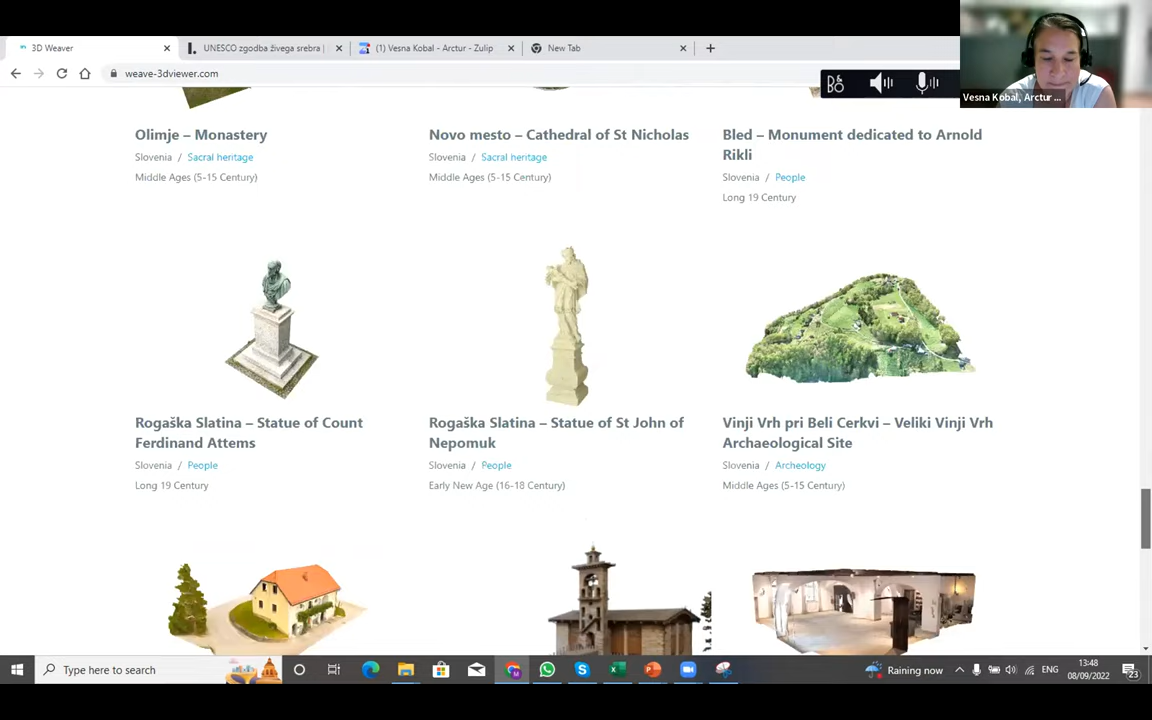 3D Weaver
UNESCO zgodba živega srebra |
(1) Vesna Kobal - Arctur - Zulip
New Tab
weave-3dviewer.com
Vesna Kobal, Arctur ...
Olimje – Monastery
Slovenia / Sacral heritage
Middle Ages (5-15 Century)
Novo mesto – Cathedral of St Nicholas
Slovenia / Sacral heritage
Middle Ages (5-15 Century)
Bled – Monument dedicated to Arnold
Rikli
Slovenia / People
Long 19 Century
Rogaška Slatina – Statue of Count
Ferdinand Attems
Slovenia / People
Long 19 Century
Rogaška Slatina – Statue of St John of
Nepomuk
Slovenia / People
Early New Age (16-18 Century)
Vinji Vrh pri Beli Cerkvi – Veliki Vinji Vrh
Archaeological Site
Slovenia / Archeology
Middle Ages (5-15 Century)
Type here to search
Raining now
ENG
13:48
08/09/2022
23